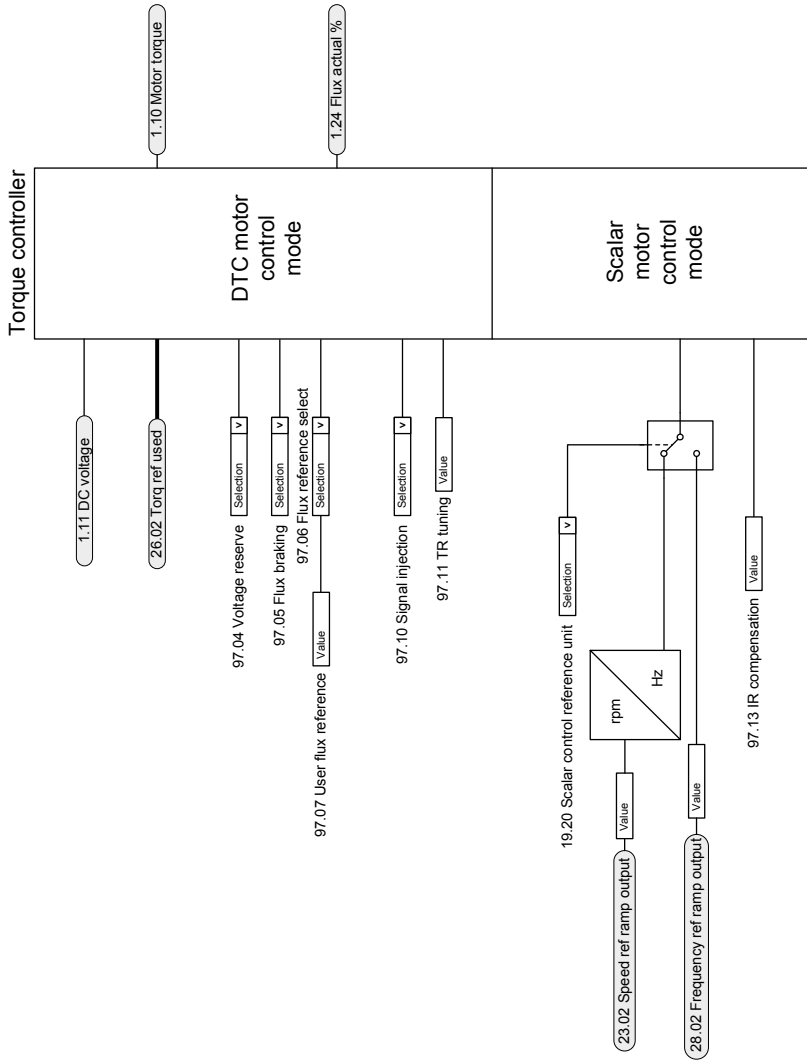 Torque controller
1.11 DC voltage
26.02 Torq ref used
97.04 Voltage reserve
Selection
v
97.05 Flux braking
Selection
v
97.06 Flux reference select
97.07 User flux reference
Value
Selection
v
97.10 Signal injection
Selection
v
97.11 TR tuning
Value
DTC motor
control
mode
1.10 Motor torque
1.24 Flux actual %
19.20 Scalar control reference unit
Selection
v
23.02 Speed ref ramp output
Value
rpm
Hz
28.02 Frequency ref ramp output
Value
97.13 IR compensation
Value
Scalar
motor
control
mode